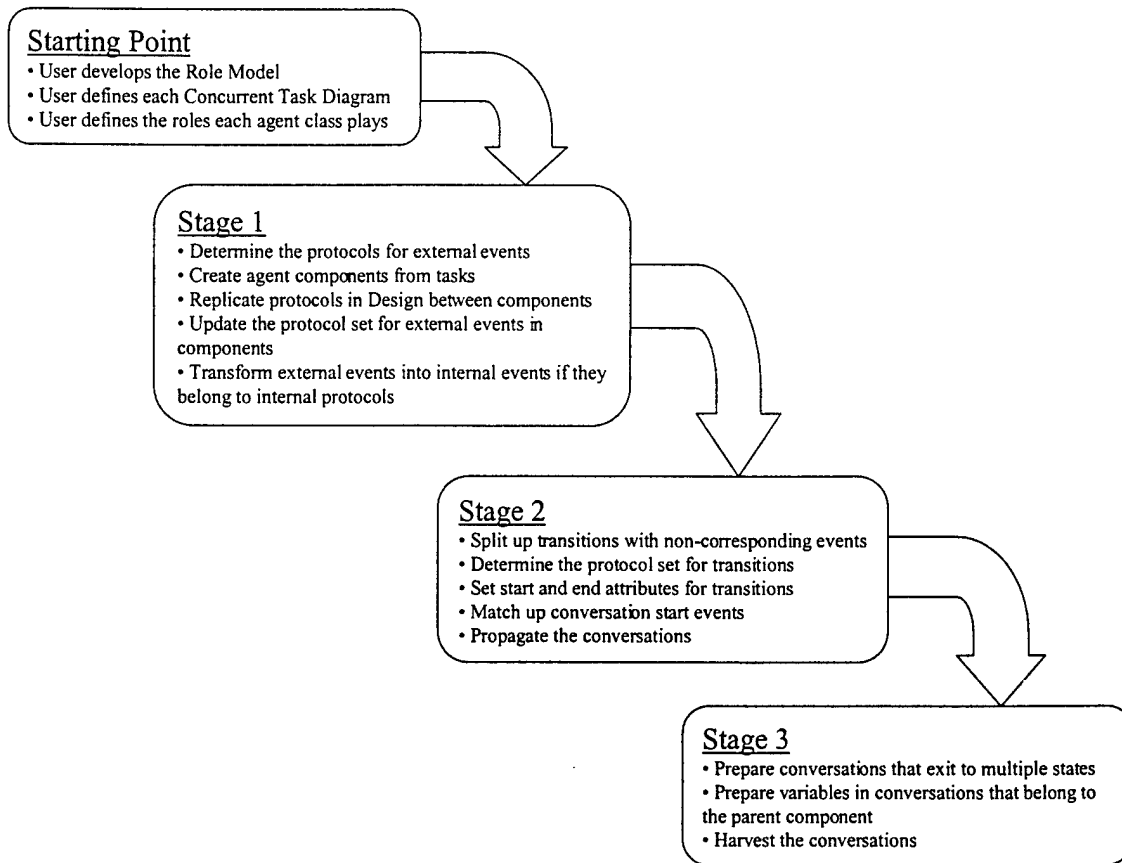 Starting Point
• User develops the Role Model
• User defines each Concurrent Task Diagram
• User defines the roles each agent class plays
Stage 1
• Determine the protocols for external events
• Create agent components from tasks
• Replicate protocols in Design between components
• Update the protocol set for external events in
components
• Transform external events into internal events if they
belong to internal protocols
Stage 2
• Split up transitions with non-corresponding events
• Determine the protocol set for transitions
• Set start and end attributes for transitions
• Match up conversation start events
• Propagate the conversations
Stage 3
• Prepare conversations that exit to multiple states
• Prepare variables in conversations that belong to
the parent component
• Harvest the conversations